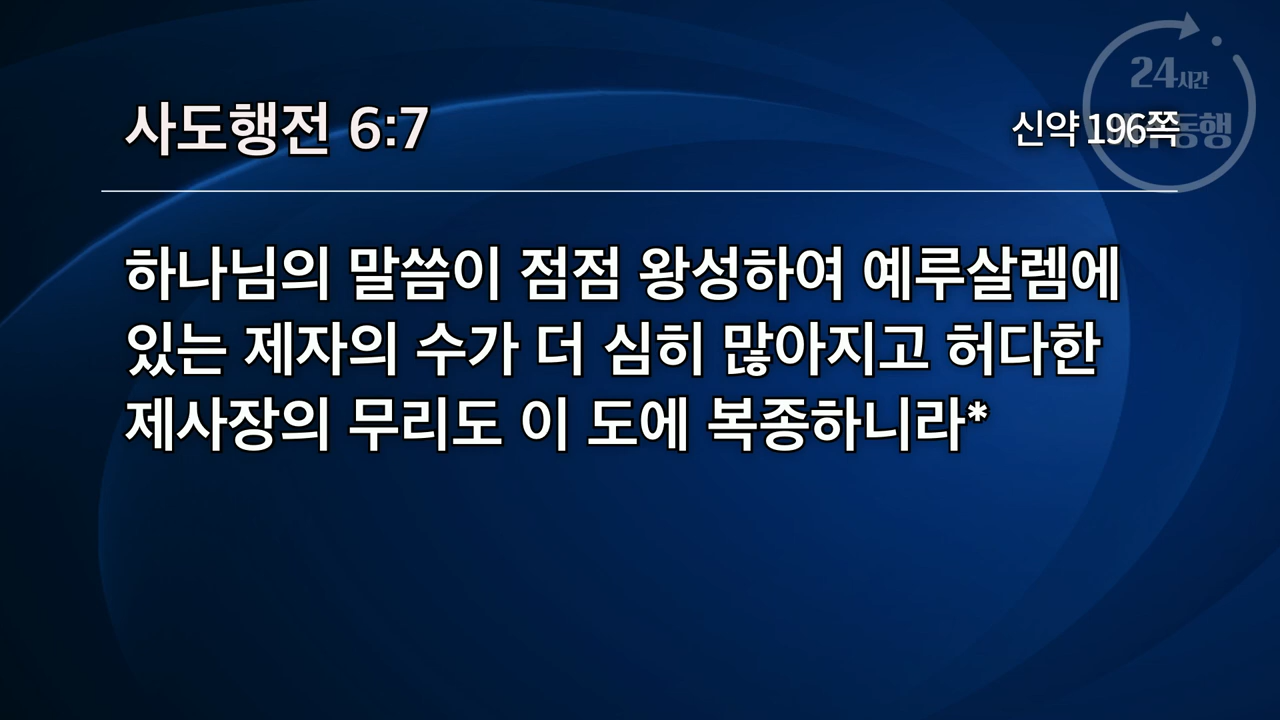 24시간
사도행전 6:7
신약 196쪽
동행
하나님의 말씀이 점점 왕성하여 예루살렘에
있는 제자의 수가 더 심히 많아지고 허다한
제사장의 무리도 이 도에 복종하니라*